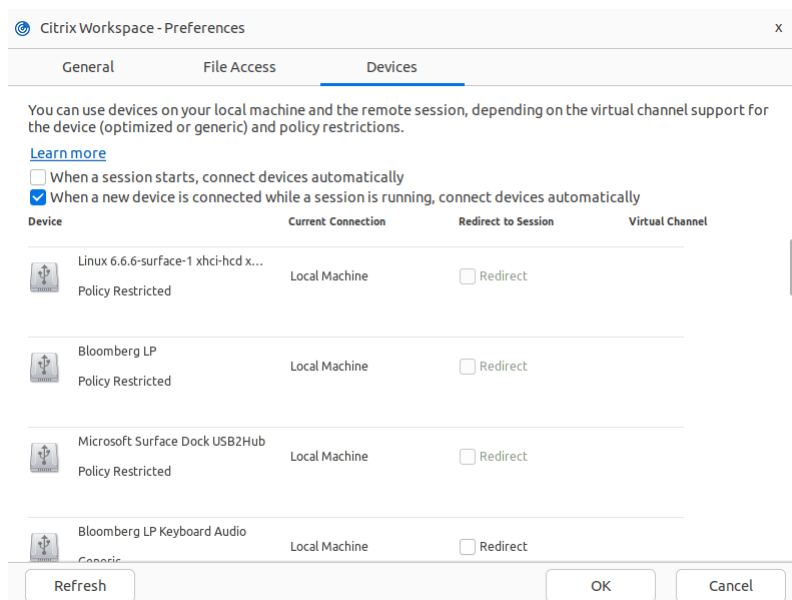 Citrix Workspace - Preferences x
General File Access Devices
You can use devices on your local machine and the remote session, depending on the virtual channel support for
the device (optimized or generic) and policy restrictions.
Learn more
When a session starts, connect devices automatically
When a new device is connected while a session is running, connect devices automatically
Device Current Connection Redirect to Session Virtual Channel
Linux 6.6.6-surface-1 xhci-hcd x...
Local Machine Redirect
Policy Restricted
Bloomberg LP
Local Machine Redirect
Policy Restricted
Microsoft Surface Dock USB2Hub
Local Machine Redirect
Policy Restricted
Bloomberg LP Keyboard Audio
Local Machine Redirect
Generic
Refresh OK Cancel